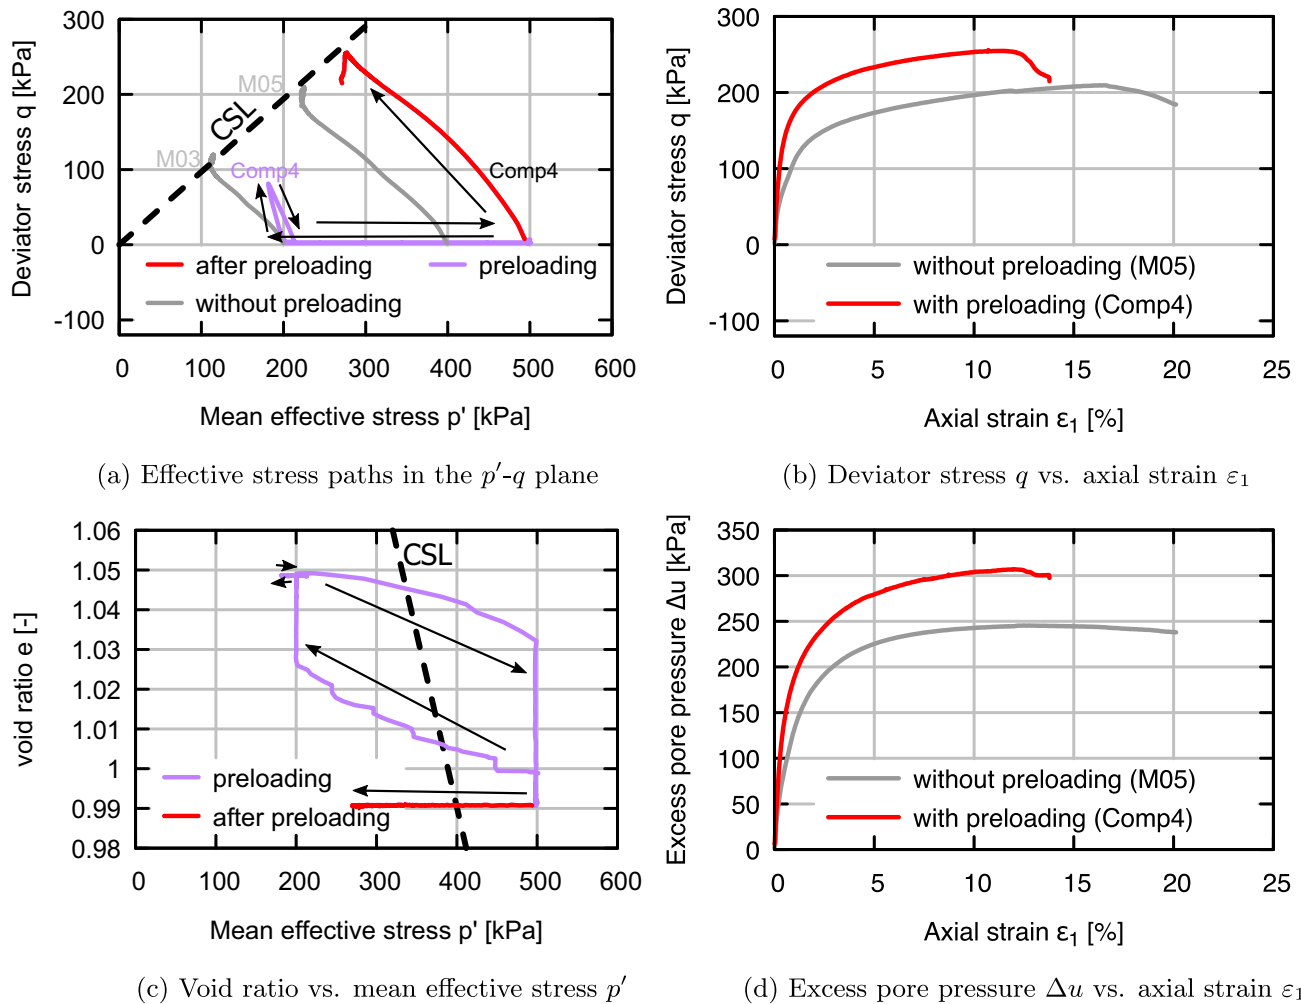 300
200
100
0
-100
Deviator stress q [kPa]
M05
CSL
M03
Comp4
Comp4
after preloading
preloading
without preloading
0 100 200 300 400 500 600
Mean effective stress p' [kPa]
(a) Effective stress paths in the p′-q plane
300
200
100
0
-100
Deviator stress q [kPa]
without preloading (M05)
with preloading (Comp4)
0 5 10 15 20 25
Axial strain ε1 [%]
(b) Deviator stress q vs. axial strain ε1
1.06
1.05
1.04
1.03
1.02
1.01
1
0.99
0.98
void ratio e [-]
CSL
preloading
after preloading
0 100 200 300 400 500 600
Mean effective stress p' [kPa]
(c) Void ratio vs. mean effective stress p′
350
300
250
200
150
100
50
0
Excess pore pressure Δu [kPa]
without preloading (M05)
with preloading (Comp4)
0 5 10 15 20 25
Axial strain ε1 [%]
(d) Excess pore pressure Δu vs. axial strain ε1